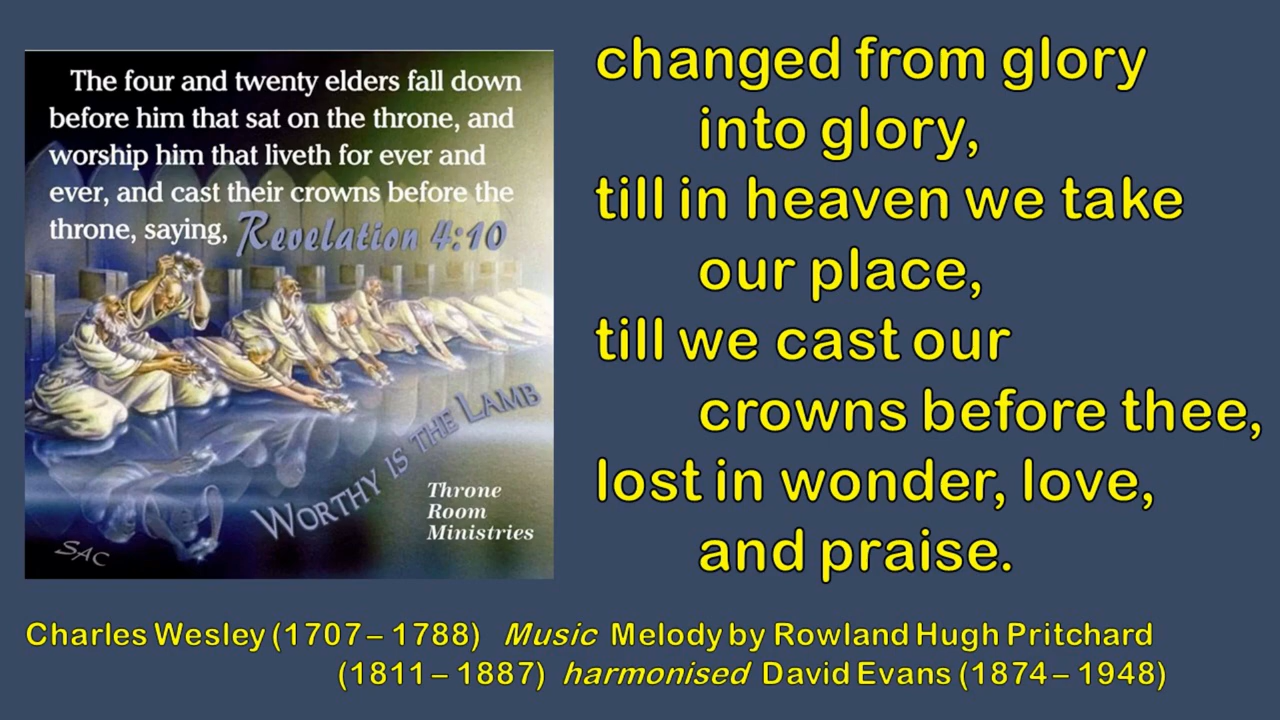 The four and twenty elders fall down
before him that sat on the throne, and
worship him that liveth for ever and
ever, and cast their crowns before the
throne, saying, Revelation 4:10
WORTHY IS THE LAMB
Throne
Room
Ministries
SAC
changed from glory
into glory,
till in heaven we take
our place,
till we cast our
crowns before thee,
lost in wonder, love,
and praise.
Charles Wesley (1707 – 1788) Music Melody by Rowland Hugh Pritchard
(1811 – 1887) harmonised David Evans (1874 – 1948)